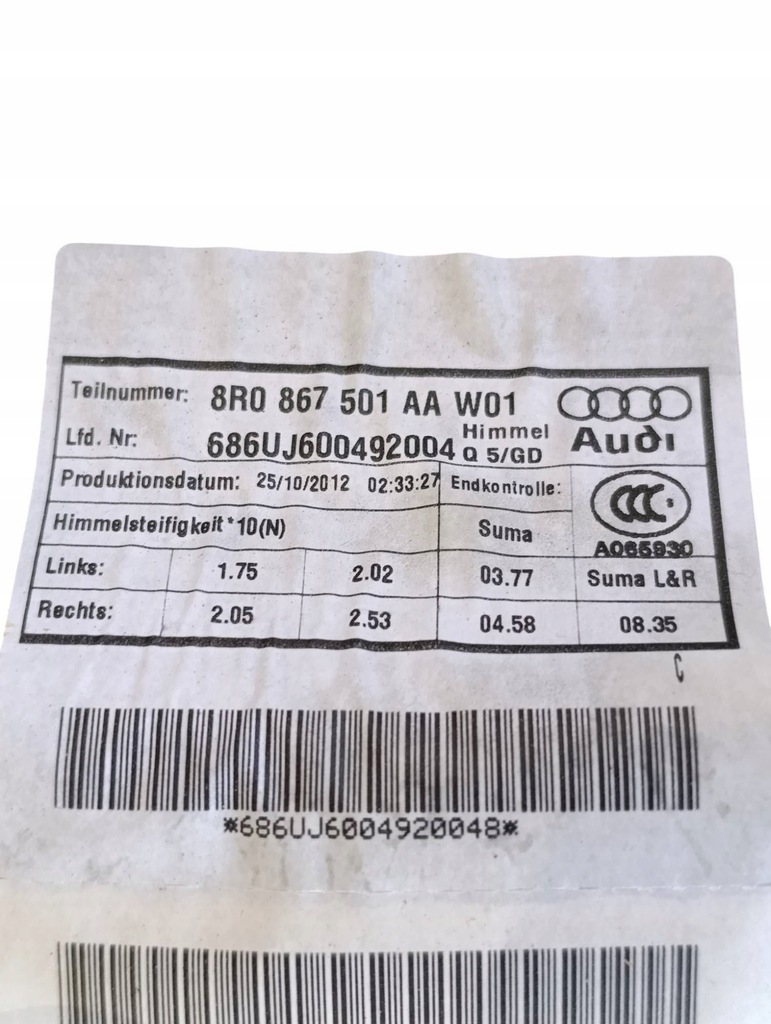 Teilnummer: 8R0 867 501 AA W01
Lfd. Nr: 686UJ600492004 Himmel Q 5/GD Audi
Produktionsdatum: 25/10/2012 02:33:27 Endkontrolle: CCC S
Himmelsteifigkeit*10(N) Suma A065930
Links: 1.75 2.02 03.77 Suma L&R
Rechts: 2.05 2.53 04.58 08.35
C
*686UJ6004920048*